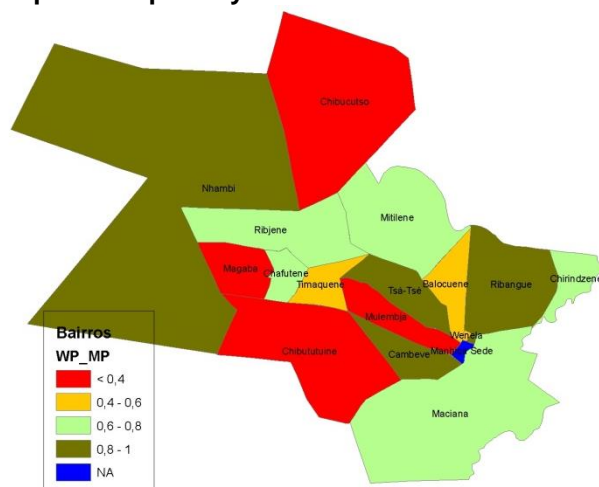 Chibucutso
Nhambi
Mitilene
Ribjene
Magaba
Chafutene
Timaquene
Tsá-Tsé
Balocuene
Ribangue
Chirindzene
Mulembja
Wenela
Sede
Cambeve
Chibututuine
Maciana
Bairros
WP_MP
< 0,4
0,4 - 0,6
0,6 - 0,8
0,8 - 1
NA